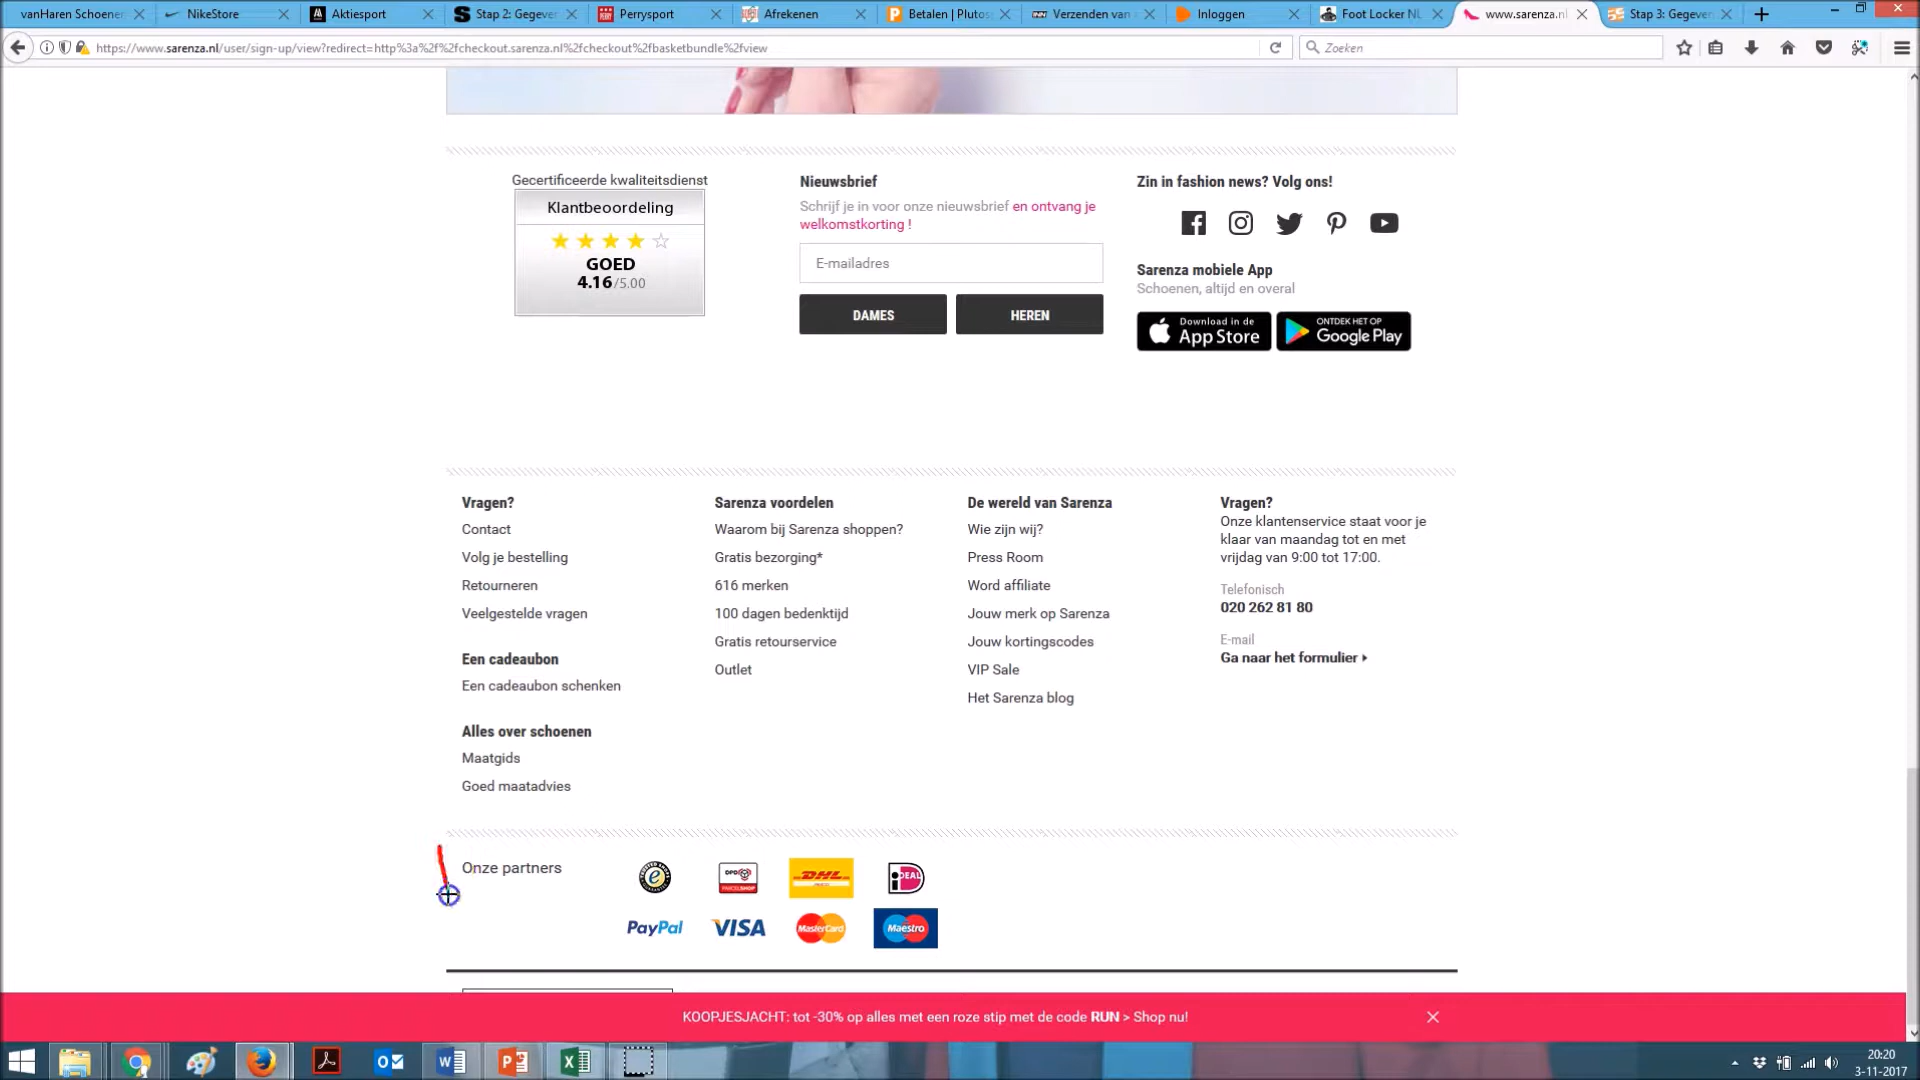 vanHaren Schoenen
NikeStore
Aktiesport
Stap 2: Gegeven
Perrysport
Afrekenen
Betalen | Plutos
Verzenden van
Inloggen
Foot Locker NL
www.sarenza.nl
Stap 3: Gegeven
https://www.sarenza.nl/user/sign-up/view?redirect=http%3a%2f%2fcheckout.sarenza.nl%2fcheckout%2fbasketbundle%2fview
Zoeken
Gecertificeerde kwaliteitsdienst
Klantbeoordeling
GOED
4.16/5.00
Nieuwsbrief
Schrijf je in voor onze nieuwsbrief en ontvang je
welkomstkorting !
E-mailadres
DAMES
HEREN
Zin in fashion news? Volg ons!
Sarenza mobiele App
Schoenen, altijd en overal
Download in de
App Store
ONTDEK HET OP
Google Play
Vragen?
Contact
Volg je bestelling
Retourneren
Veelgestelde vragen
Een cadeaubon
Een cadeaubon schenken
Alles over schoenen
Maatgids
Goed maatadvies
Sarenza voordelen
Waarom bij Sarenza shoppen?
Gratis bezorging*
616 merken
100 dagen bedenktijd
Gratis retourservice
Outlet
De wereld van Sarenza
Wie zijn wij?
Press Room
Word affiliate
Jouw merk op Sarenza
Jouw kortingscodes
VIP Sale
Het Sarenza blog
Vragen?
Onze klantenservice staat voor je
klaar van maandag tot en met
vrijdag van 9:00 tot 17:00.
Telefonisch
020 262 81 80
E-mail
Ga naar het formulier
Onze partners
DPD
PARCELSHOP
DHL
iDEAL
PayPal
VISA
MasterCard
Maestro
KOOPJESJACHT: tot -30% op alles met een roze stip met de code RUN > Shop nu!
20:20
3-11-2017